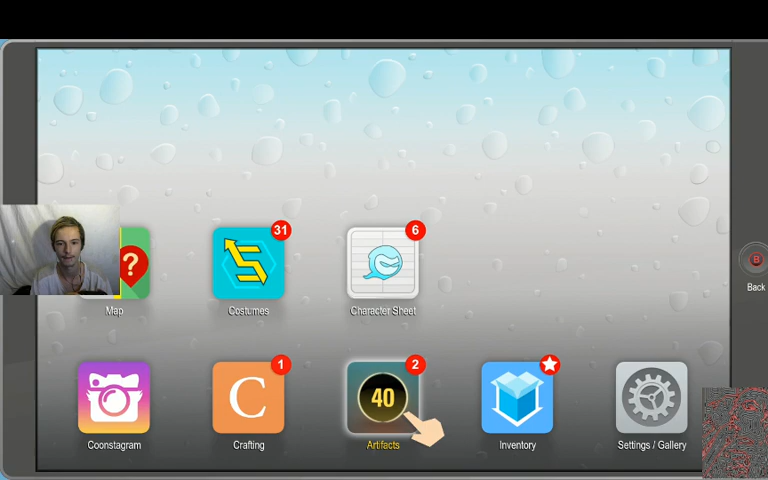 31
6
?
Map
Costumes
Character Sheet
B
Back
1
2
C
40
Coonstagram
Crafting
Artifacts
Inventory
Settings / Gallery